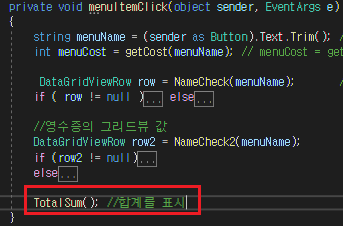 private void menuItemClick(object sender, EventArgs e)
{
string menuName = (sender as Button).Text.Trim(); /
int menuCost = getCost(menuName); // menuCost = get
DataGridViewRow row = NameCheck(menuName); /
if ( row != null )... else...
//영수증의 그리드뷰 값
DataGridViewRow row2 = NameCheck2(menuName);
if (row2 != null)...
else...
TotalSum(); //합계를 표시
}